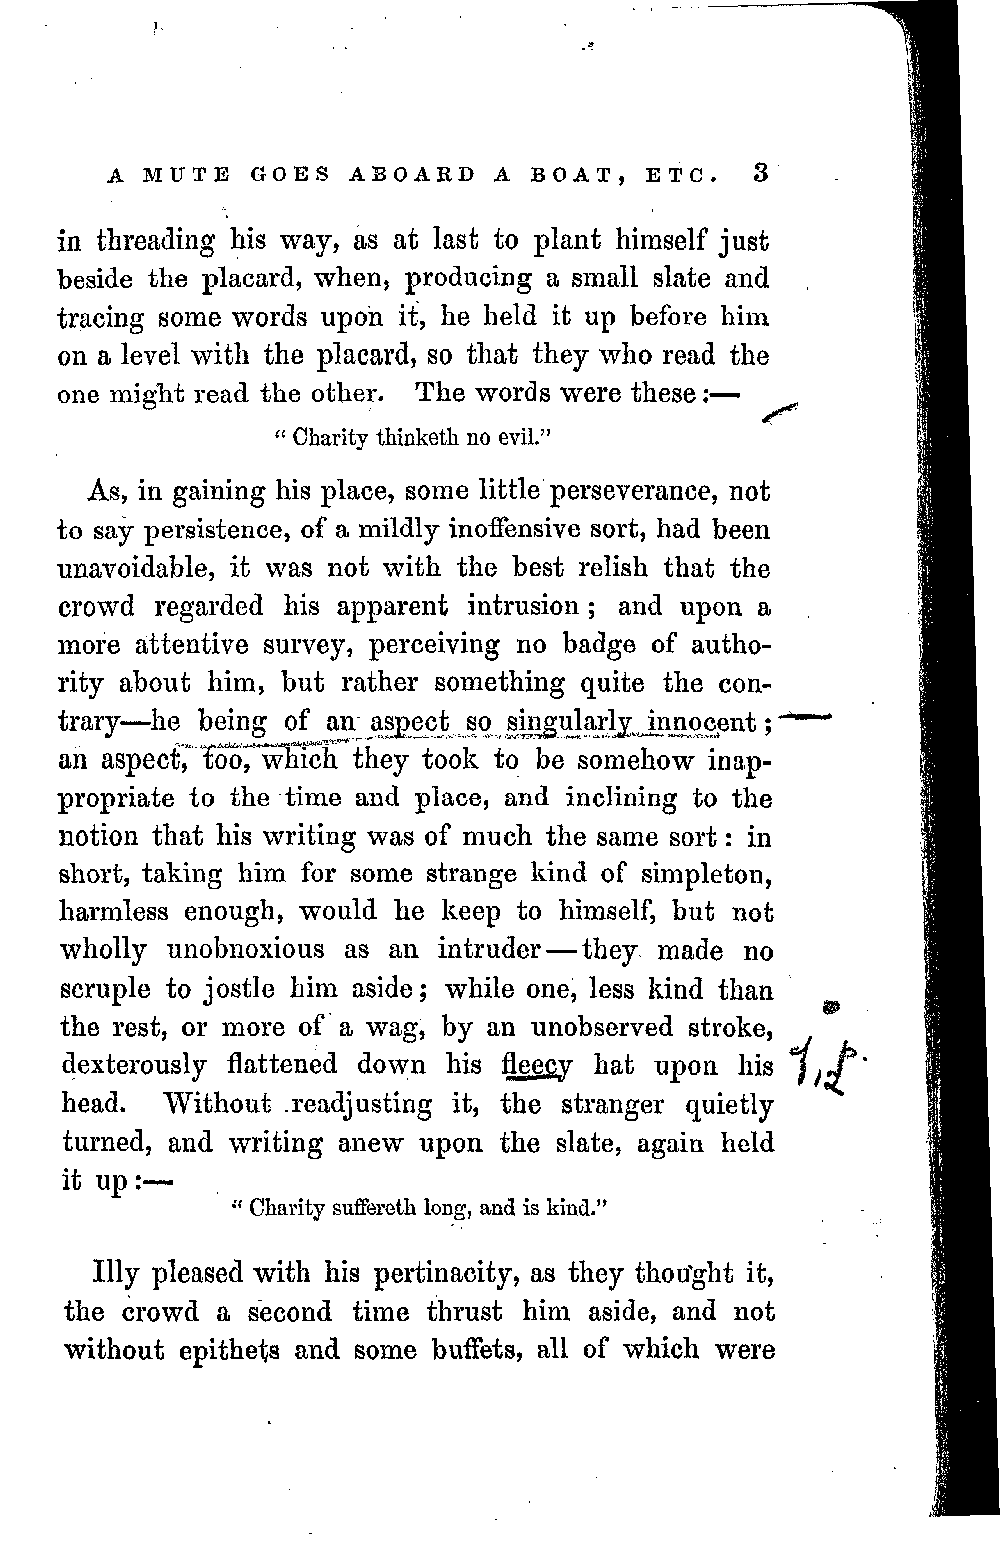 A MUTE GOES ABOARD A BOAT, ETC. 3
in threading his way, as at last to plant himself just
beside the placard, when, producing a small slate and
tracing some words upon it, he held it up before him
on a level with the placard, so that they who read the
one might read the other. The words were these:—
“Charity thinketh no evil.”
As, in gaining his place, some little perseverance, not
to say persistence, of a mildly inoffensive sort, had been
unavoidable, it was not with the best relish that the
crowd regarded his apparent intrusion; and upon a
more attentive survey, perceiving no badge of autho-
rity about him, but rather something quite the con-
trary—he being of an aspect so singularly innocent;
an aspect, too, which they took to be somehow inap-
propriate to the time and place, and inclining to the
notion that his writing was of much the same sort: in
short, taking him for some strange kind of simpleton,
harmless enough, would he keep to himself, but not
wholly unobnoxious as an intruder—they made no
scruple to jostle him aside; while one, less kind than
the rest, or more of a wag, by an unobserved stroke,
dexterously flattened down his fleecy hat upon his
head. Without readjusting it, the stranger quietly
turned, and writing anew upon the slate, again held
it up:—
“Charity suffereth long, and is kind.”
Illy pleased with his pertinacity, as they thought it,
the crowd a second time thrust him aside, and not
without epithets and some buffets, all of which were